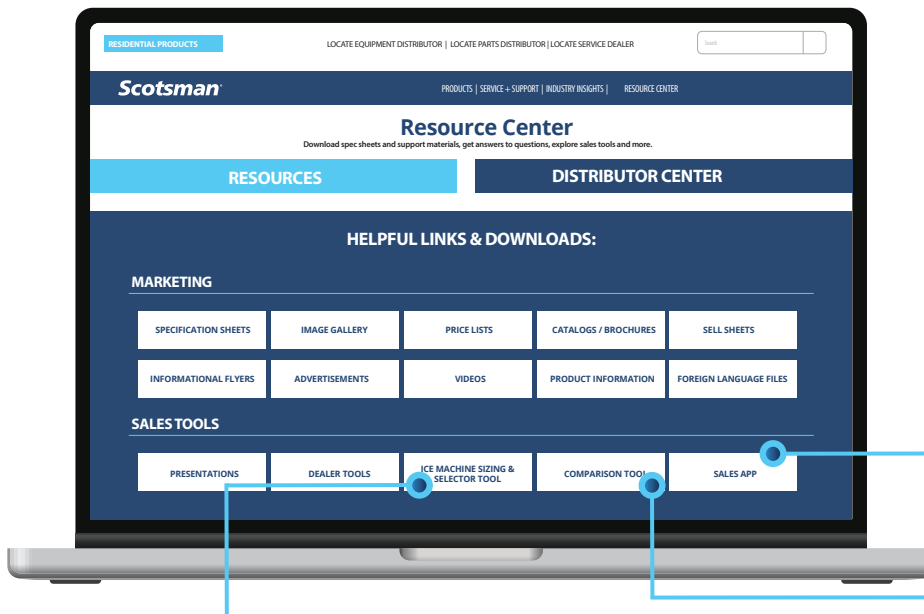 RESIDENTIAL PRODUCTS
LOCATE EQUIPMENT DISTRIBUTOR | LOCATE PARTS DISTRIBUTOR | LOCATE SERVICE DEALER
Scotsman
PRODUCTS | SERVICE + SUPPORT | INDUSTRY INSIGHTS | RESOURCE CENTER
Resource Center
Download spec sheets and support materials, get answers to questions, explore sales tools and more.
RESOURCES
DISTRIBUTOR CENTER
HELPFUL LINKS & DOWNLOADS:
MARKETING
SPECIFICATION SHEETS
IMAGE GALLERY
PRICE LISTS
CATALOGS / BROCHURES
SELL SHEETS
INFORMATIONAL FLYERS
ADVERTISEMENTS
VIDEOS
PRODUCT INFORMATION
FOREIGN LANGUAGE FILES
SALES TOOLS
PRESENTATIONS
DEALER TOOLS
ICE MACHINE SIZING &
SELECTOR TOOL
COMPARISON TOOL
SALES APP